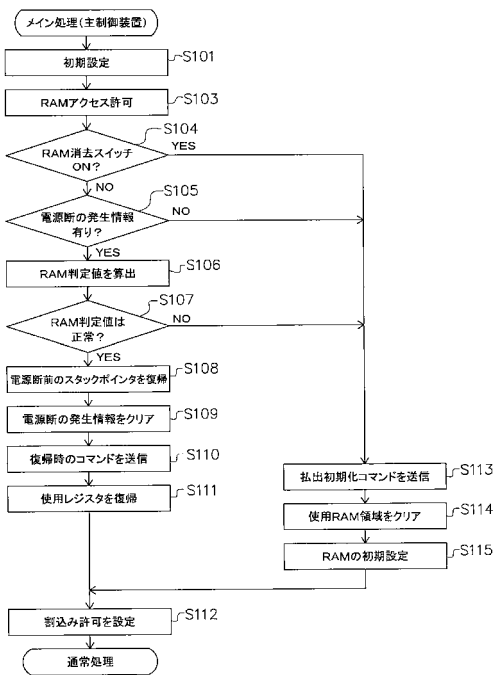 メイン処理(主制御装置)
初期設定
S101
RAMアクセス許可
S103
RAM消去スイッチ
ON?
S104
YES
NO
電源断の発生情報
有り?
S105
NO
YES
RAM判定値を算出
S106
RAM判定値は
正常?
S107
NO
YES
電源断前のスタックポインタを復帰
S108
電源断の発生情報をクリア
S109
復帰時のコマンドを送信
S110
使用レジスタを復帰
S111
払出初期化コマンドを送信
S113
使用RAM領域をクリア
S114
RAMの初期設定
S115
割込み許可を設定
S112
通常処理